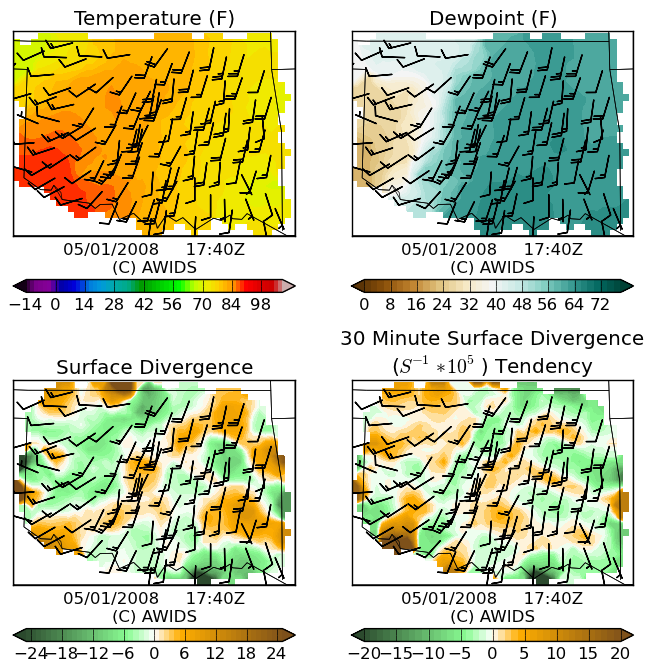 Temperature (F) Dewpoint (F)
05/01/2008 17:40Z 05/01/2008 17:40Z
(C) AWIDS (C) AWIDS
−14 0 14 28 42 56 70 84 98 0 8 16 24 32 40 48 56 64 72
30 Minute Surface Divergence
Surface Divergence (S⁻¹ *10⁵ ) Tendency
05/01/2008 17:40Z 05/01/2008 17:40Z
(C) AWIDS (C) AWIDS
−24 −18 −12 −6 0 6 12 18 24 −20 −15 −10 −5 0 5 10 15 20